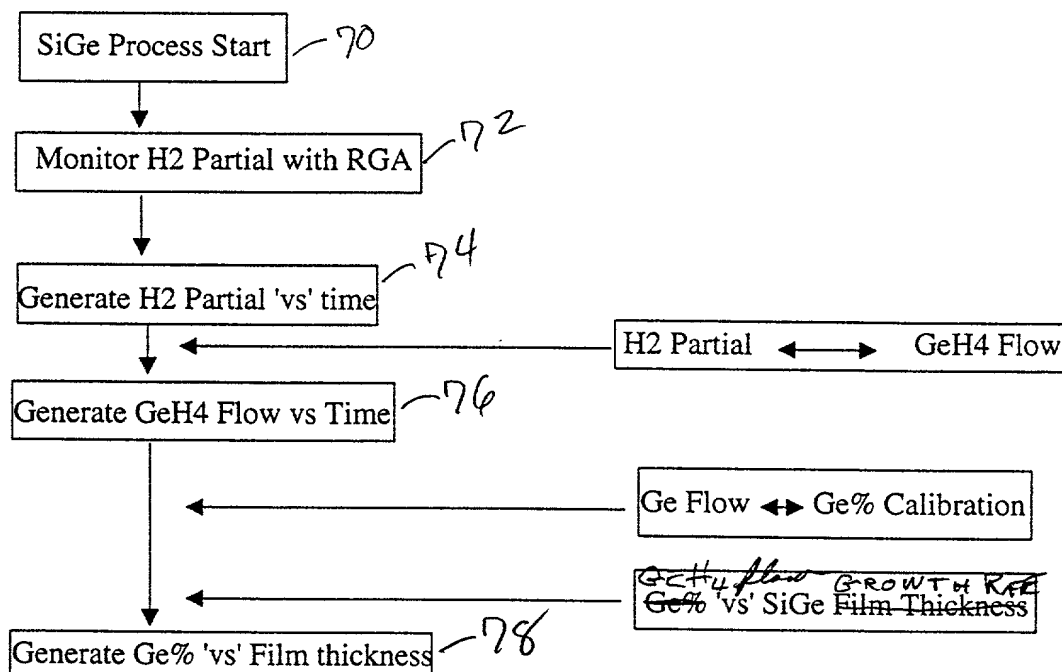 SiGe Process Start 70
Monitor H2 Partial with RGA 72
Generate H2 Partial 'vs' time 74
H2 Partial GeH4 Flow
Generate GeH4 Flow vs Time 76
Ge Flow Ge% Calibration
GeH4 flow GROWTH RATE
Ge% 'vs' SiGe Film Thickness
Generate Ge% 'vs' Film thickness 78